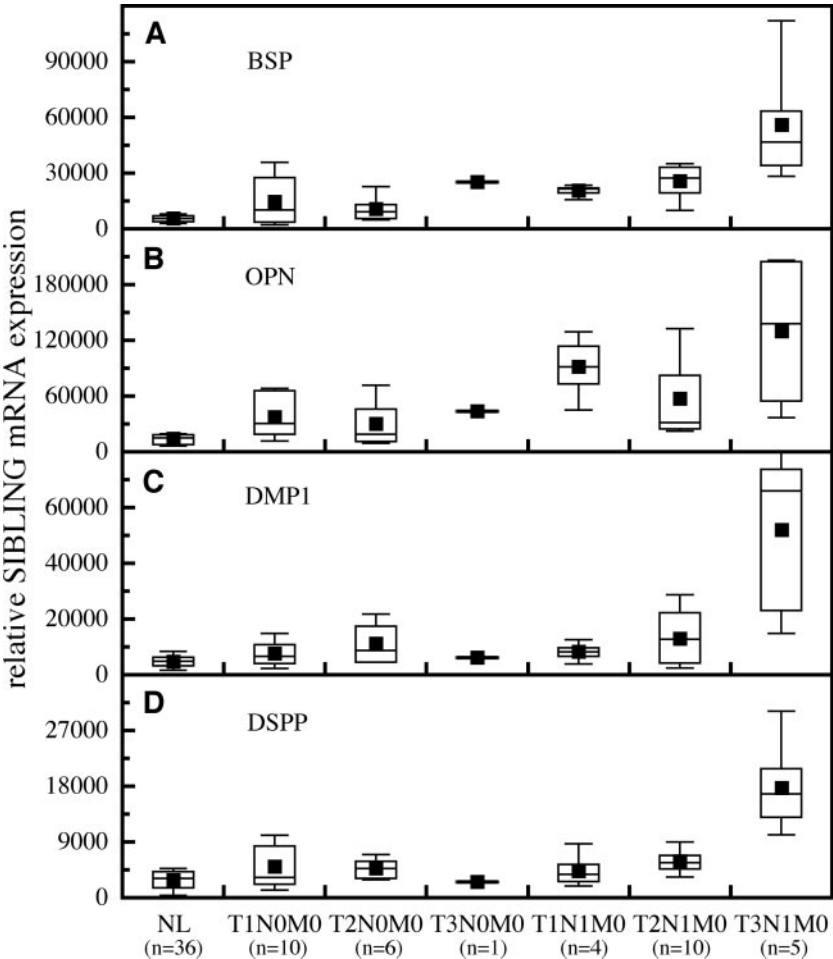 relative SIBLING mRNA expression
A
BSP
90000
60000
30000
0
B
OPN
180000
120000
60000
0
C
DMP1
60000
40000
20000
0
D
DSPP
27000
18000
9000
0
NL T1N0M0 T2N0M0 T3N0M0 T1N1M0 T2N1M0 T3N1M0
(n=36) (n=10) (n=6) (n=1) (n=4) (n=10) (n=5)